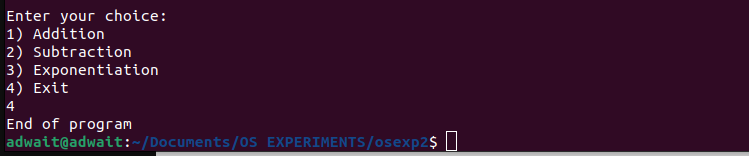 Enter your choice:
1) Addition
2) Subtraction
3) Exponentiation
4) Exit
4
End of program
adwait@adwait:~/Documents/OS EXPERIMENTS/osexp2$